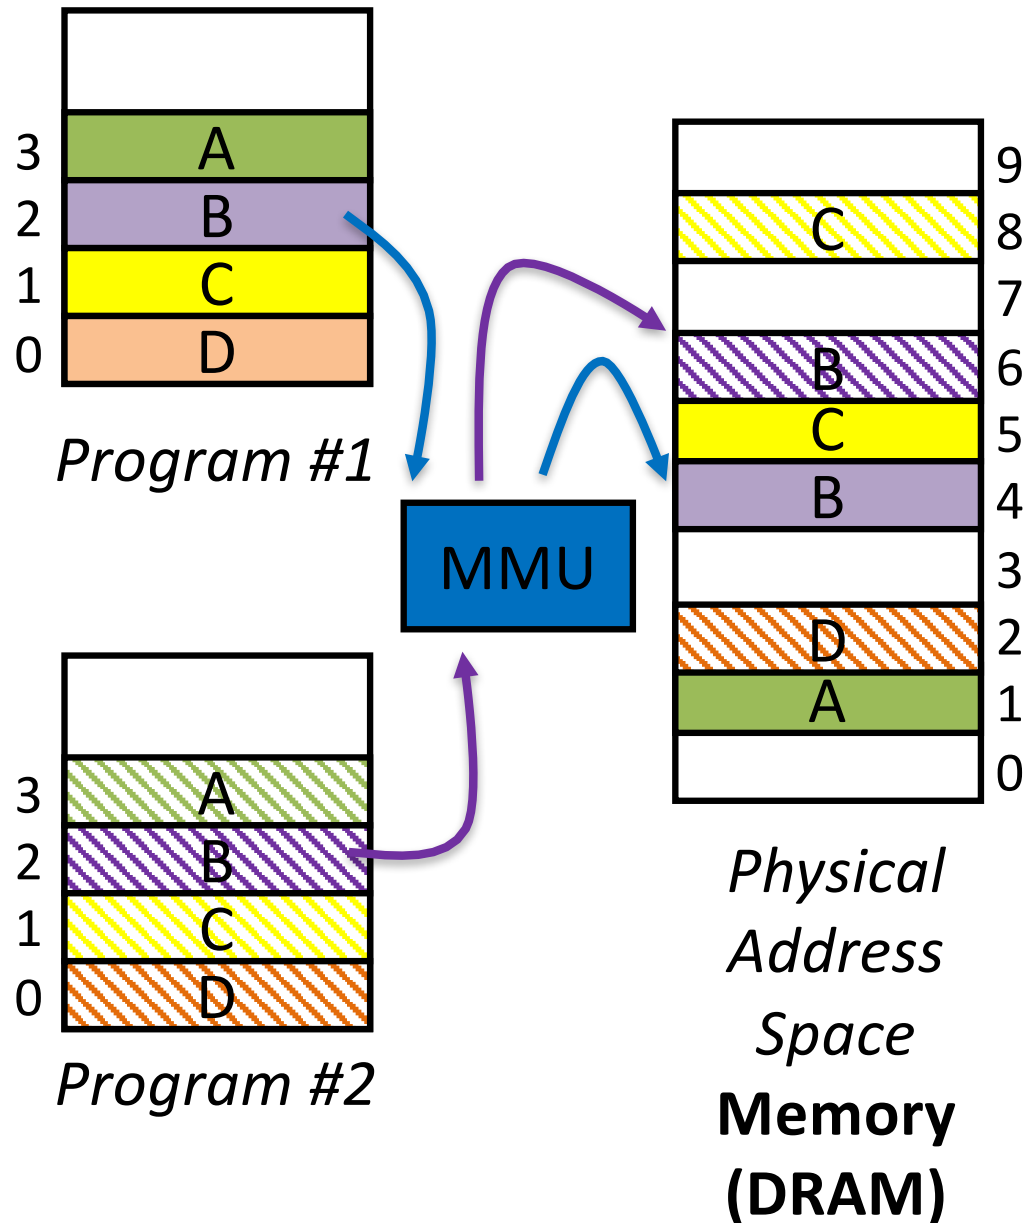 3 A
2 B
1 C
0 D
Program #1
MMU
3 A
2 B
1 C
0 D
Program #2
9
C 8
7
B 6
C 5
B 4
3
D 2
A 1
0
Physical
Address
Space
Memory
(DRAM)